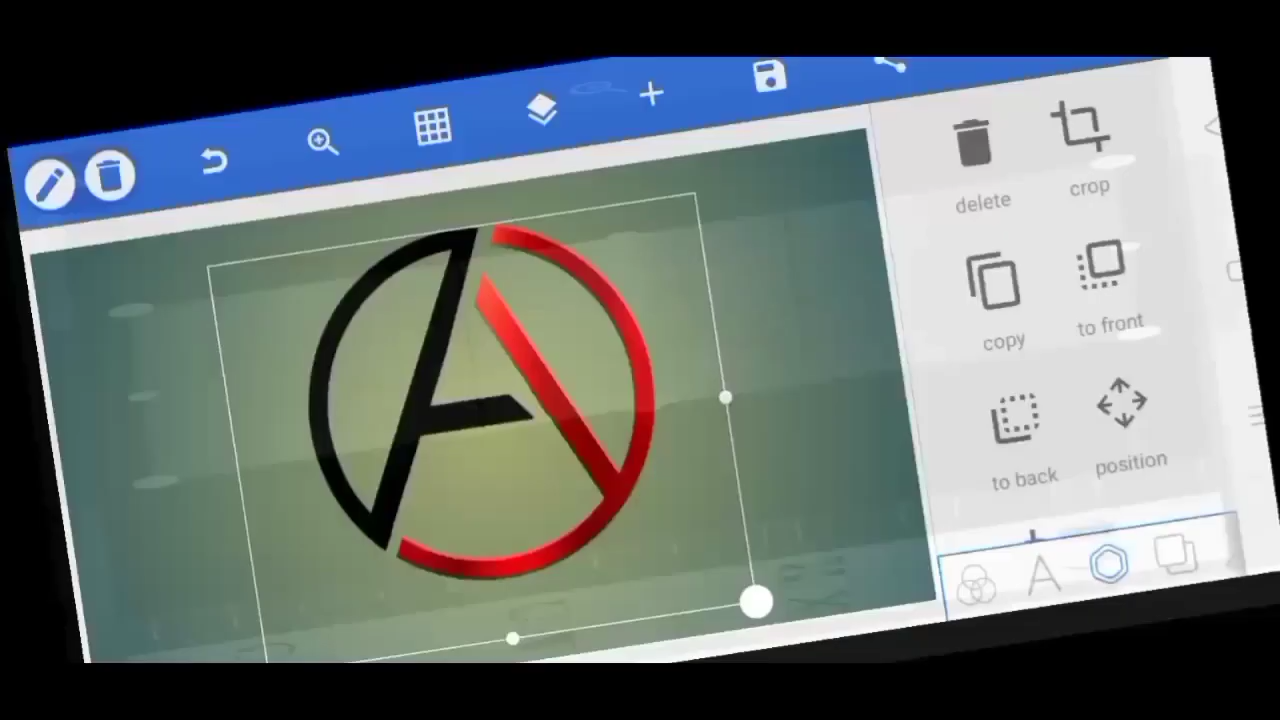 delete
crop
copy
to front
to back
position